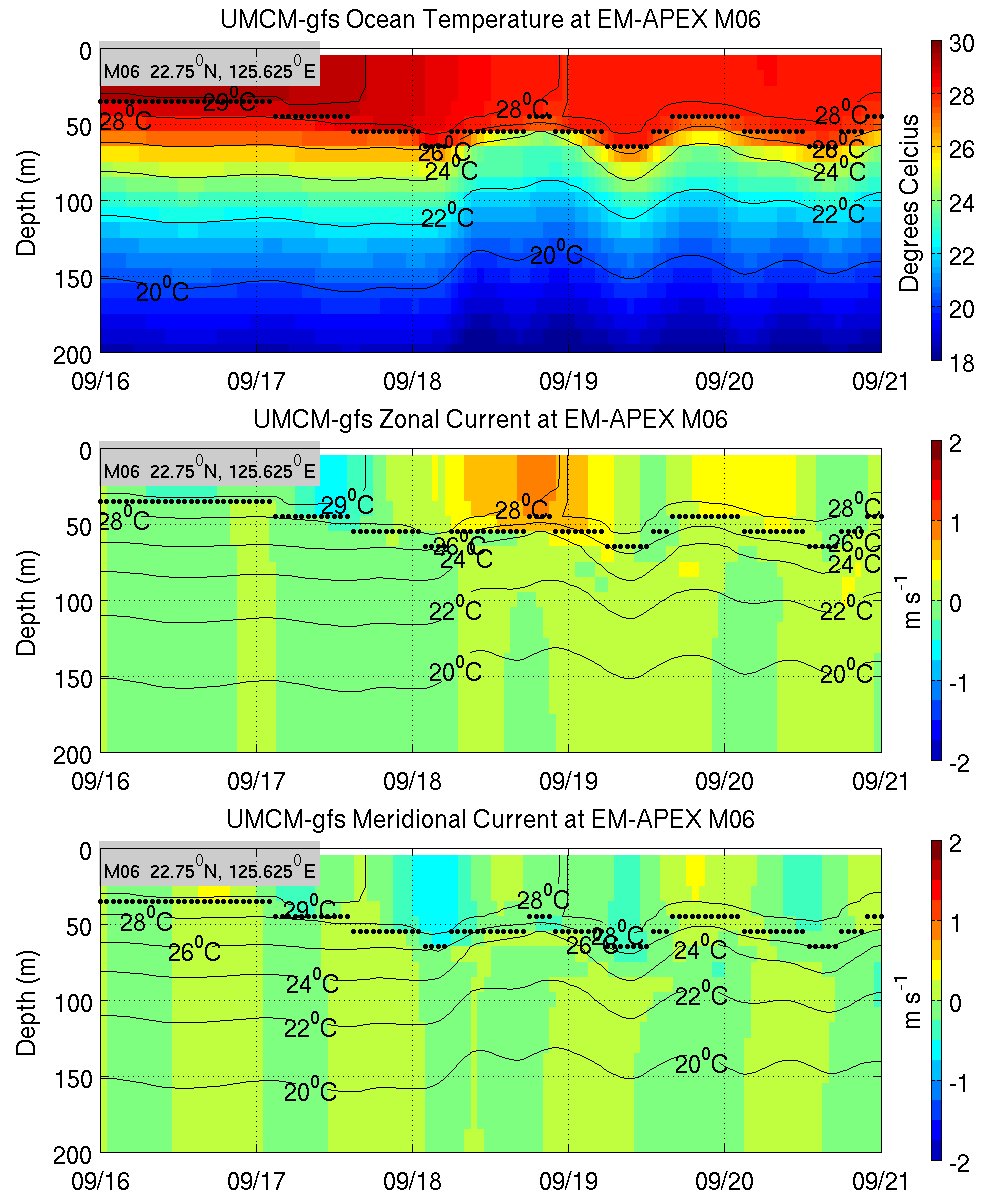 UMCM-gfs Ocean Temperature at EM-APEX M06
M06 22.75⁰N, 125.625⁰E
0
50
100
150
200
Depth (m)
29⁰C
28⁰C
28⁰C
28⁰C
26⁰C
26⁰C
24⁰C
24⁰C
22⁰C
22⁰C
20⁰C
20⁰C
09/16
09/17
09/18
09/19
09/20
09/21
30
28
26
24
22
20
18
Degrees Celcius
UMCM-gfs Zonal Current at EM-APEX M06
M06 22.75⁰N, 125.625⁰E
0
50
100
150
200
Depth (m)
29⁰C
28⁰C
28⁰C
28⁰C
26⁰C
26⁰C
24⁰C
24⁰C
22⁰C
22⁰C
20⁰C
20⁰C
09/16
09/17
09/18
09/19
09/20
09/21
2
1
0
-1
-2
m s⁻¹
UMCM-gfs Meridional Current at EM-APEX M06
M06 22.75⁰N, 125.625⁰E
0
50
100
150
200
Depth (m)
29⁰C
28⁰C
28⁰C
28⁰C
26⁰C
26⁰C
24⁰C
24⁰C
22⁰C
22⁰C
20⁰C
20⁰C
09/16
09/17
09/18
09/19
09/20
09/21
2
1
0
-1
-2
m s⁻¹